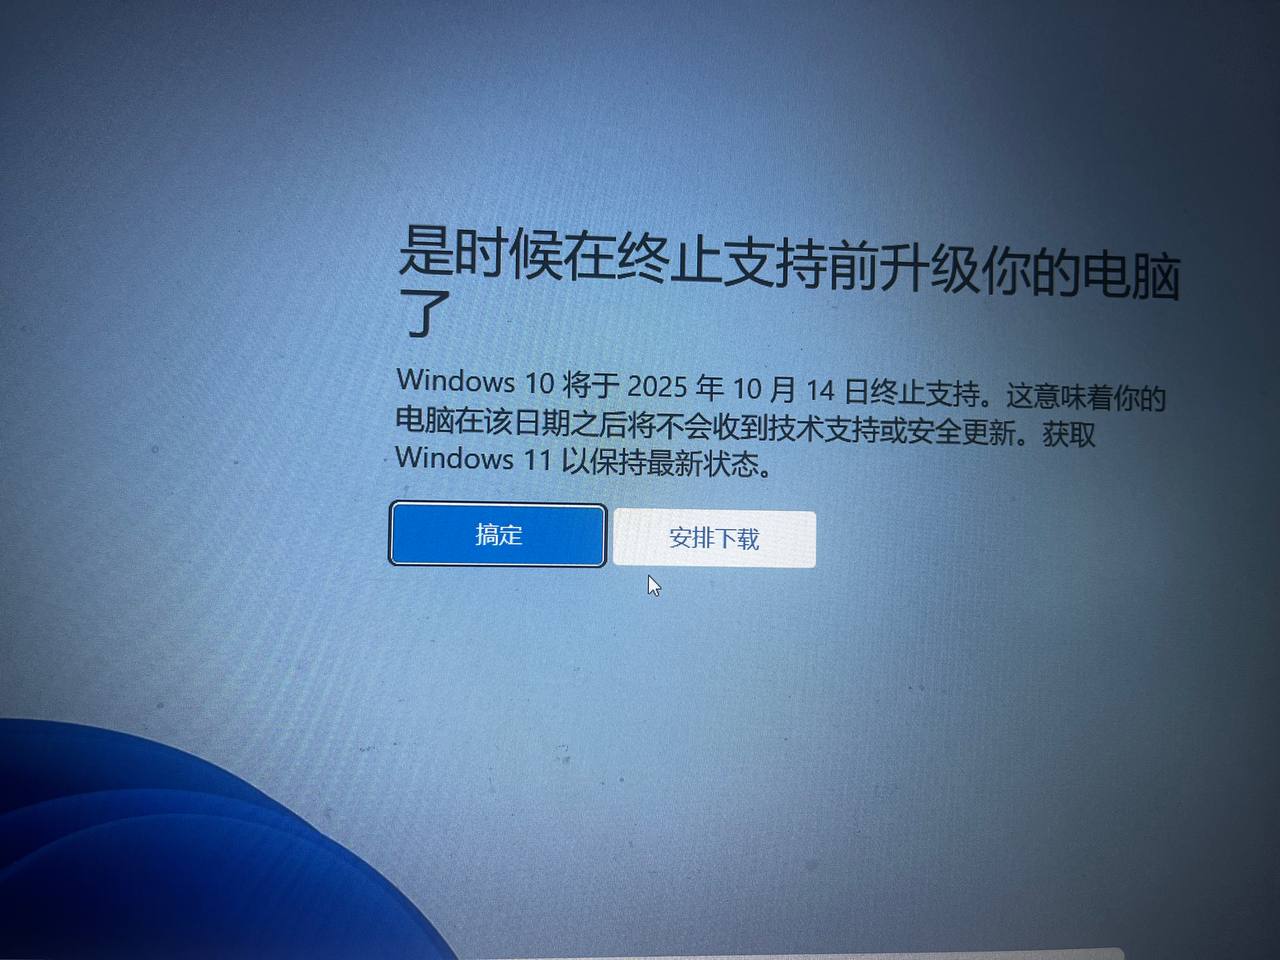 是时候在终止支持前升级你的电脑
了
Windows 10 将于 2025 年 10 月 14 日终止支持。这意味着你的
电脑在该日期之后将不会收到技术支持或安全更新。获取
Windows 11 以保持最新状态。
搞定
安排下载